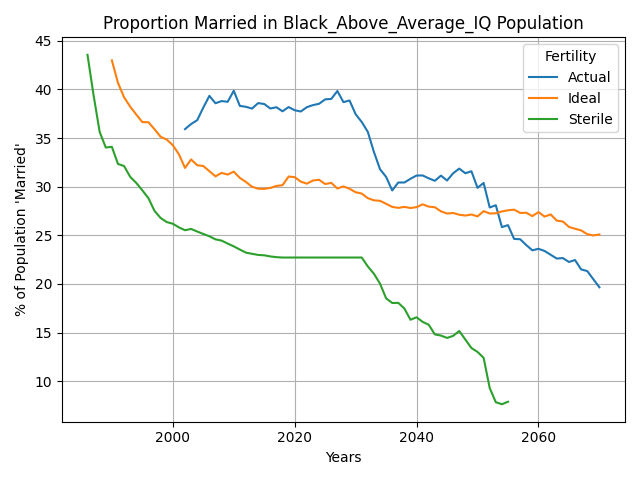 Proportion Married in Black_Above_Average_IQ Population
% of Population 'Married'
45
40
35
30
25
20
15
10
Fertility
Actual
Ideal
Sterile
2000 2020 2040 2060
Years